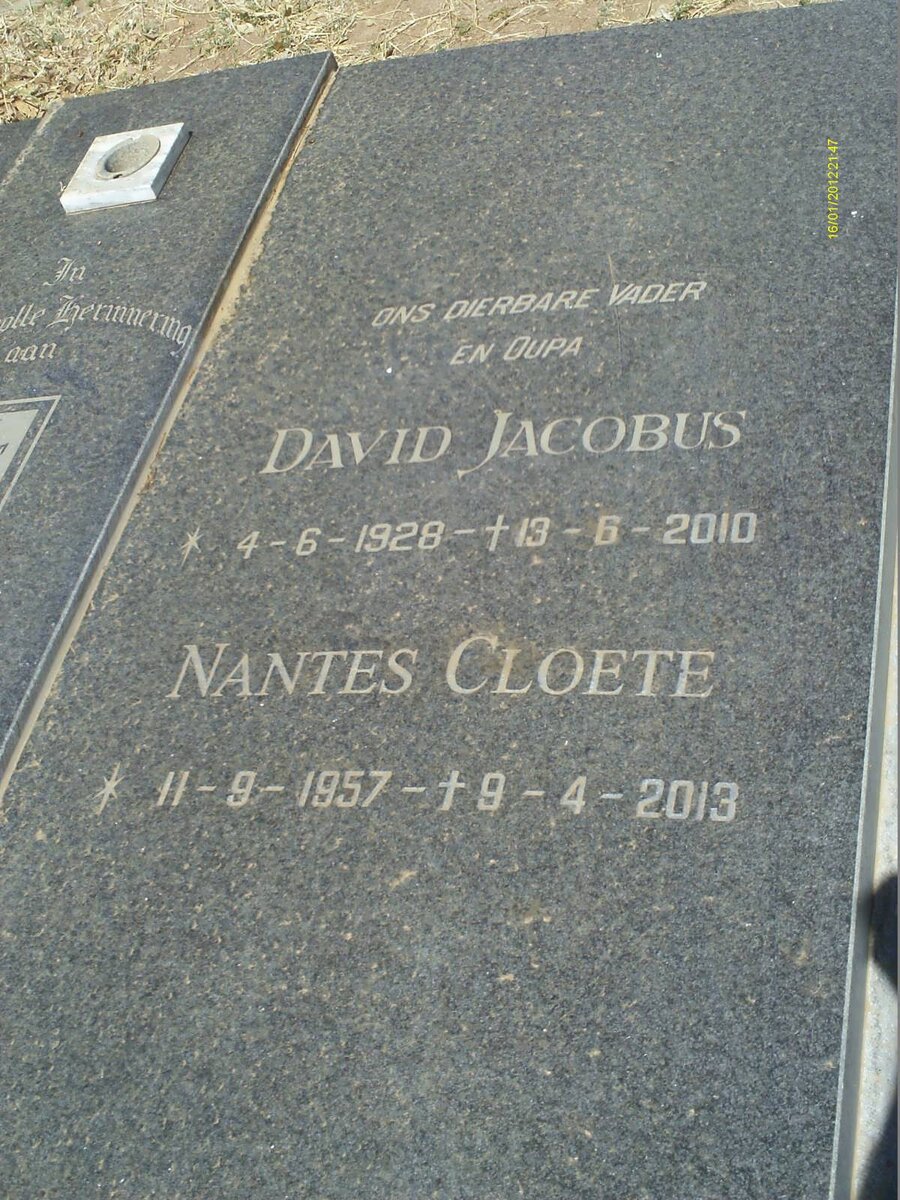 In
olle Herinnering
aan
ONS DIERBARE VADER
EN OUPA
DAVID JACOBUS
* 4-6-1928-†13-6-2010
NANTES CLOETE
* 11-9-1957-†9-4-2013
16/01/2012 21:47